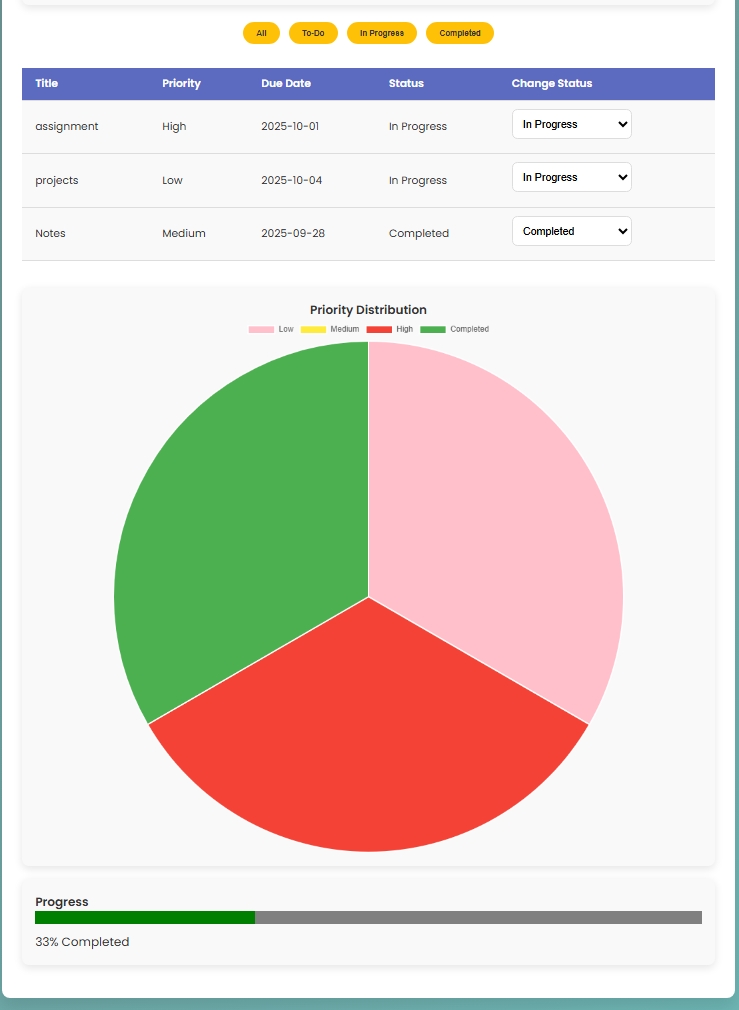 All To-Do In Progress Completed
Title Priority Due Date Status Change Status
assignment High 2025-10-01 In Progress In Progress
projects Low 2025-10-04 In Progress In Progress
Notes Medium 2025-09-28 Completed Completed
Priority Distribution
Low Medium High Completed
Progress
33% Completed